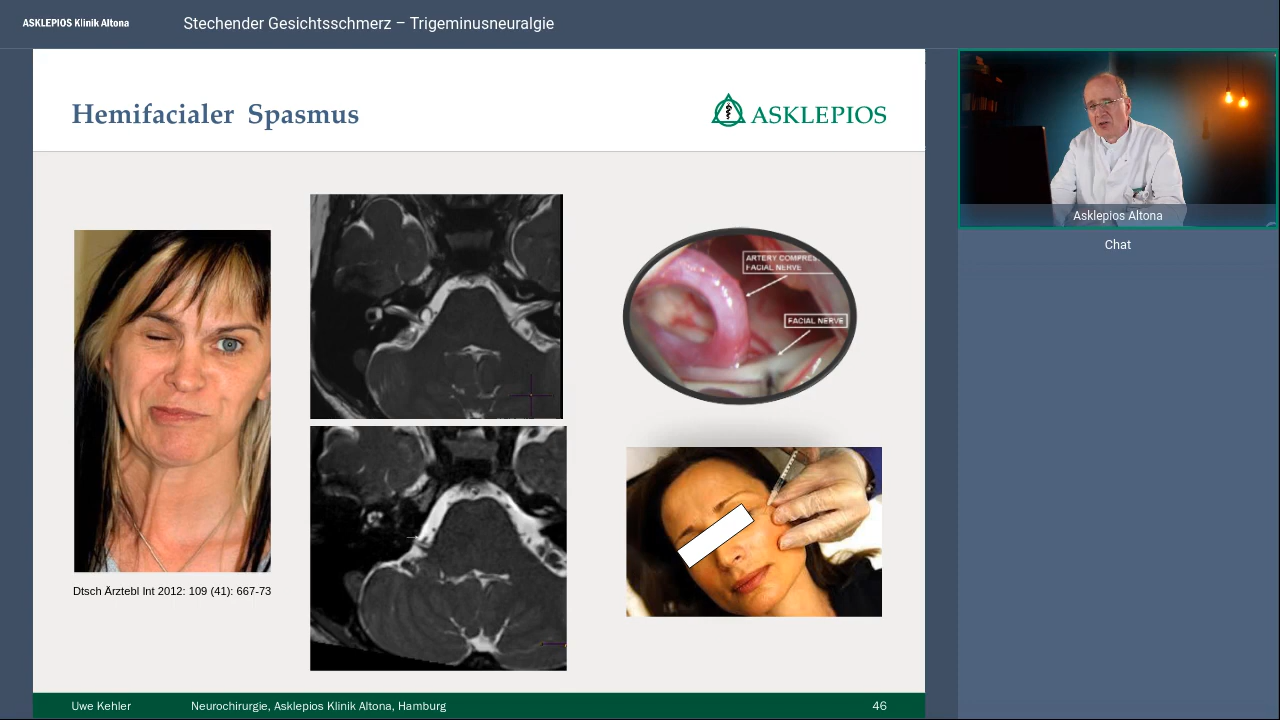 ASKLEPIOS Klinik Altona
Stechender Gesichtsschmerz – Trigeminusneuralgie
Hemifacialer Spasmus
ASKLEPIOS
ARTERY COMPRES
FACIAL NERVE
FACIAL NERVE
Dtsch Ärztebl Int 2012: 109 (41): 667-73
Uwe Kehler
Neurochirurgie, Asklepios Klinik Altona, Hamburg
46
Asklepios Altona
Chat